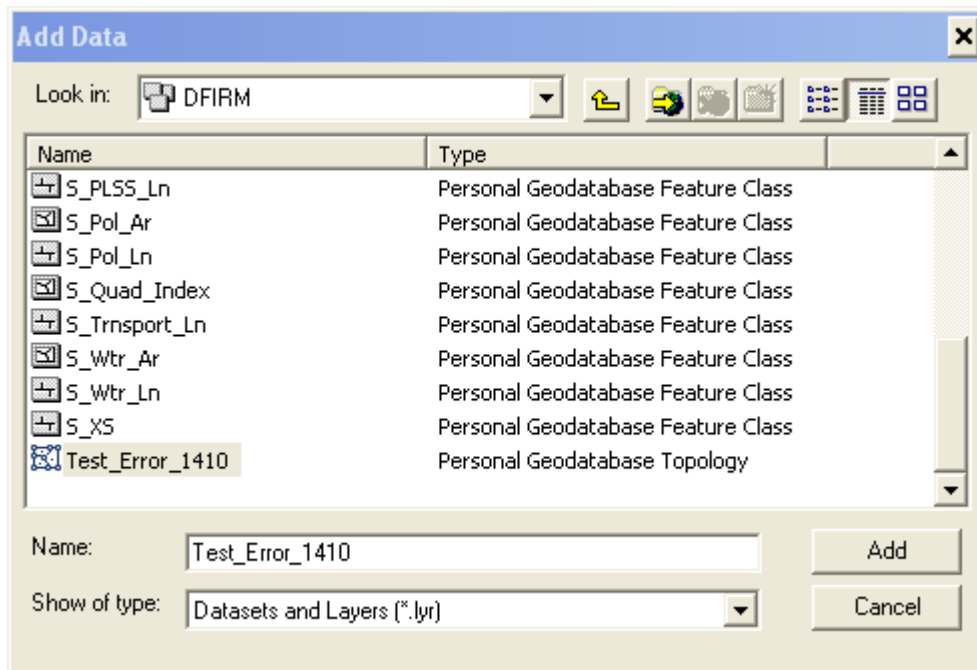 Add Data
Look in: DFIRM
Name Type
S_PLSS_Ln Personal Geodatabase Feature Class
S_Pol_Ar Personal Geodatabase Feature Class
S_Pol_Ln Personal Geodatabase Feature Class
S_Quad_Index Personal Geodatabase Feature Class
S_Trnsport_Ln Personal Geodatabase Feature Class
S_Wtr_Ar Personal Geodatabase Feature Class
S_Wtr_Ln Personal Geodatabase Feature Class
S_XS Personal Geodatabase Feature Class
Test_Error_1410 Personal Geodatabase Topology
Name: Test_Error_1410 Add
Show of type: Datasets and Layers (*.lyr) Cancel